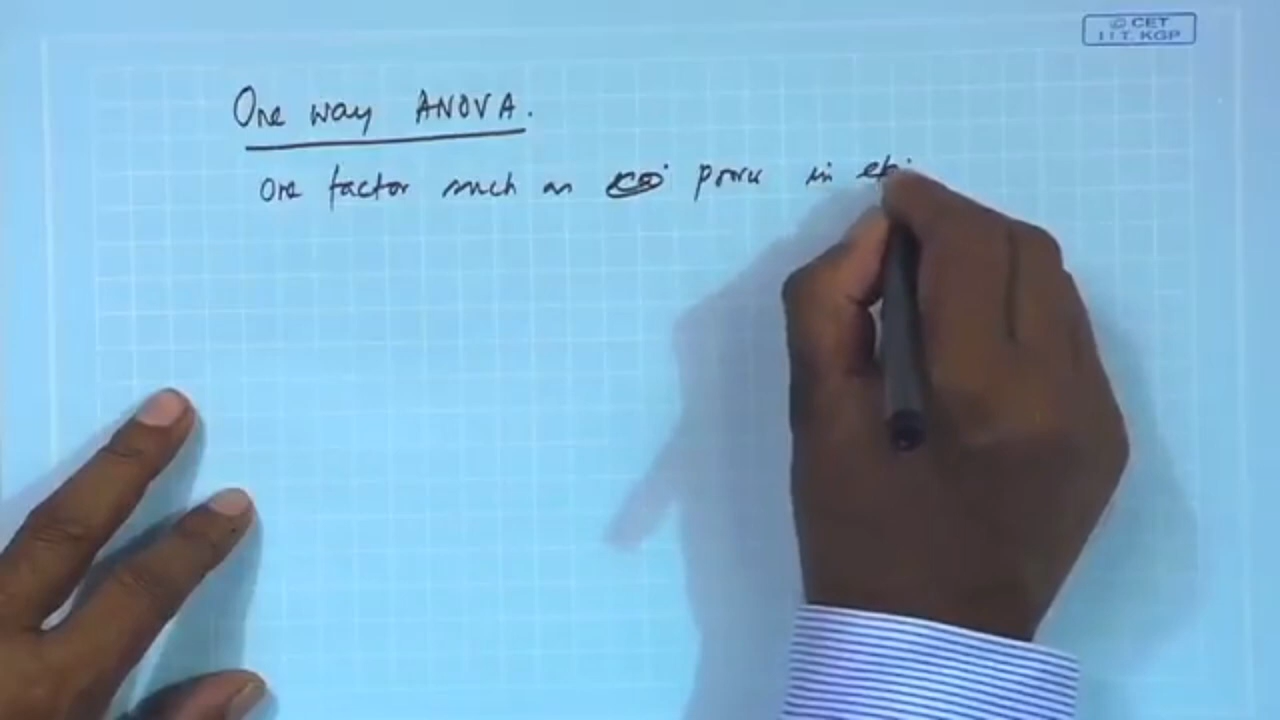 © CET
I I T. KGP
One way ANOVA.
One factor such as power in